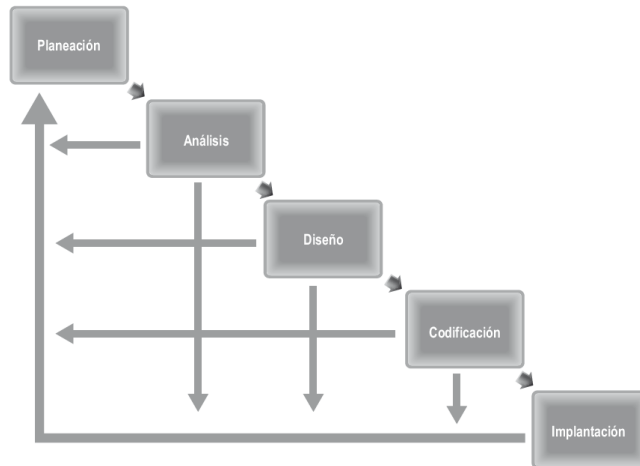 Planeación
Análisis
Diseño
Codificación
Implantación